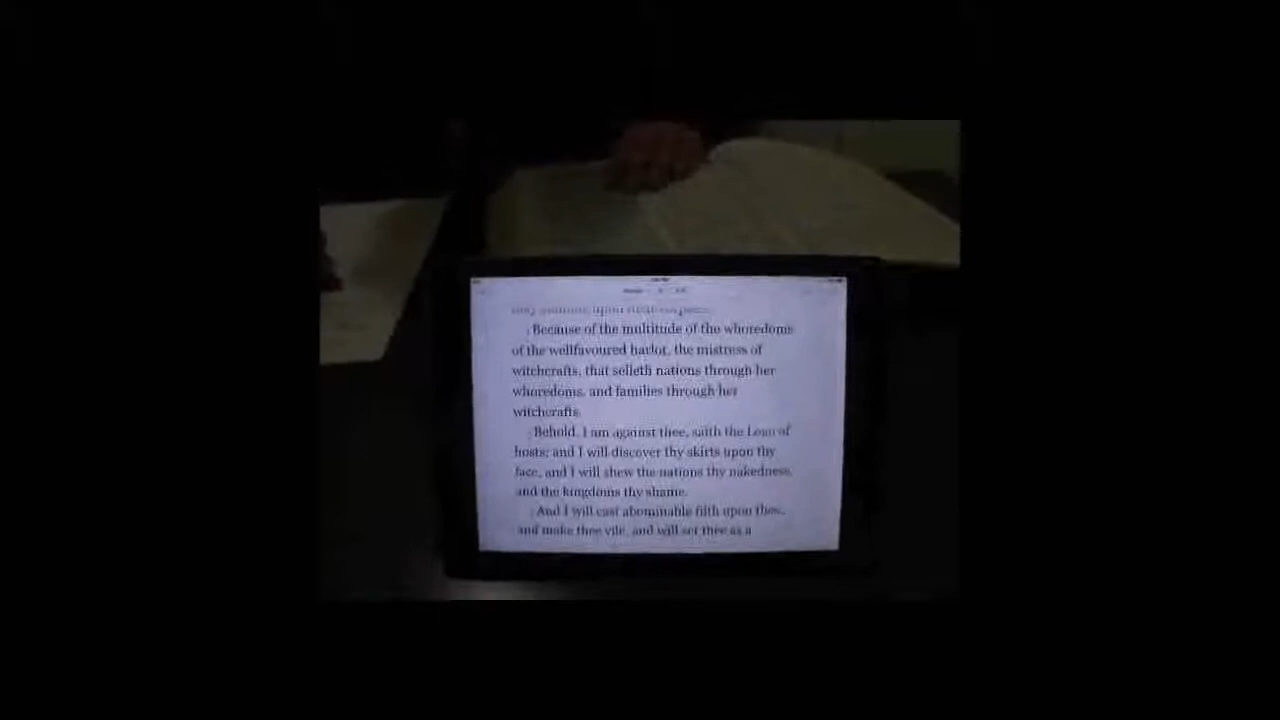 Because of the multitude of the whoredoms
of the wellfavoured harlot, the mistress of
witchcrafts, that selleth nations through her
whoredoms, and families through her
witchcrafts.
Behold, I am against thee, saith the LORD of
hosts; and I will discover thy skirts upon thy
face, and I will shew the nations thy nakedness,
and the kingdoms thy shame.
And I will cast abominable filth upon thee,
and make thee vile, and will set thee as a